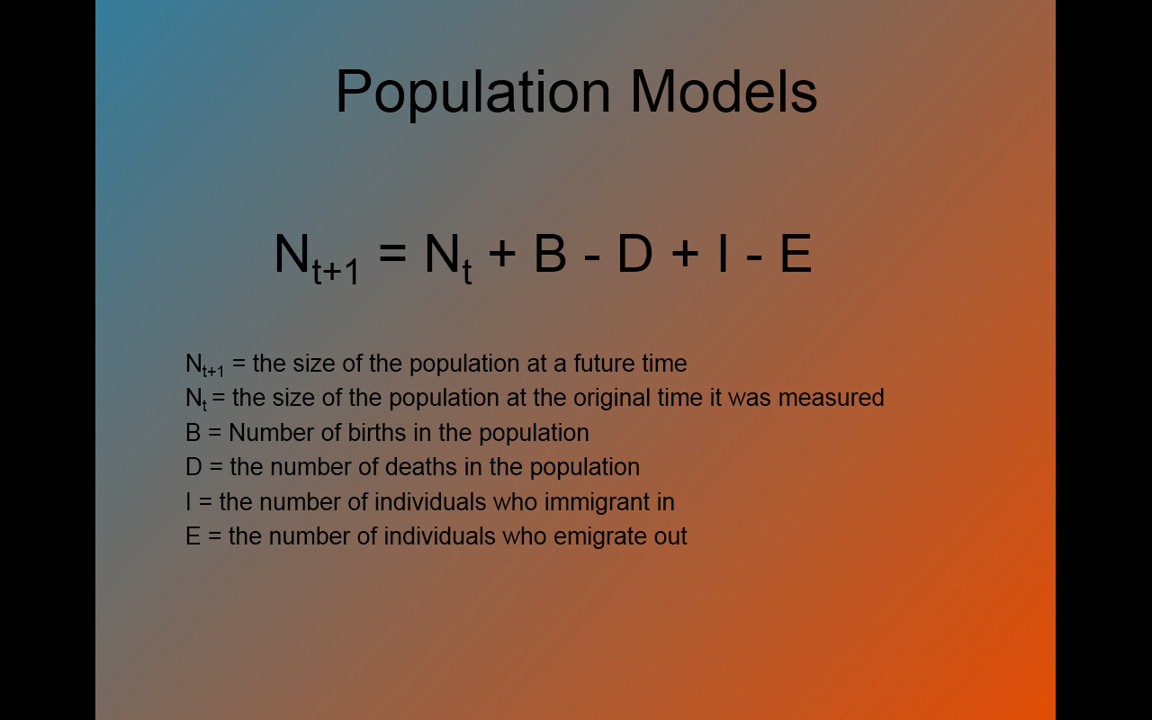 Population Models
Nt+1 = Nt + B - D + I - E
Nt+1 = the size of the population at a future time
Nt = the size of the population at the original time it was measured
B = Number of births in the population
D = the number of deaths in the population
I = the number of individuals who immigrant in
E = the number of individuals who emigrate out